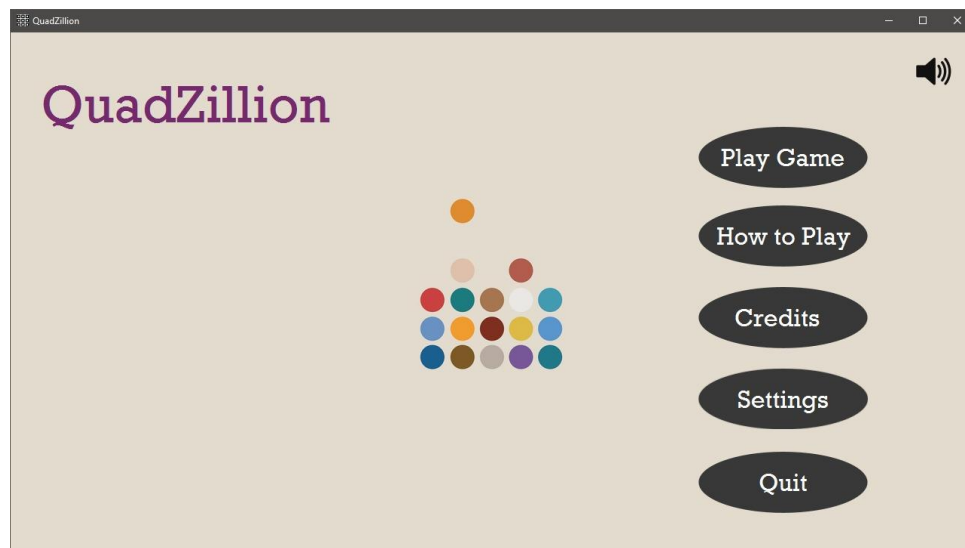 QuadZillion
QuadZillion
Play Game
How to Play
Credits
Settings
Quit